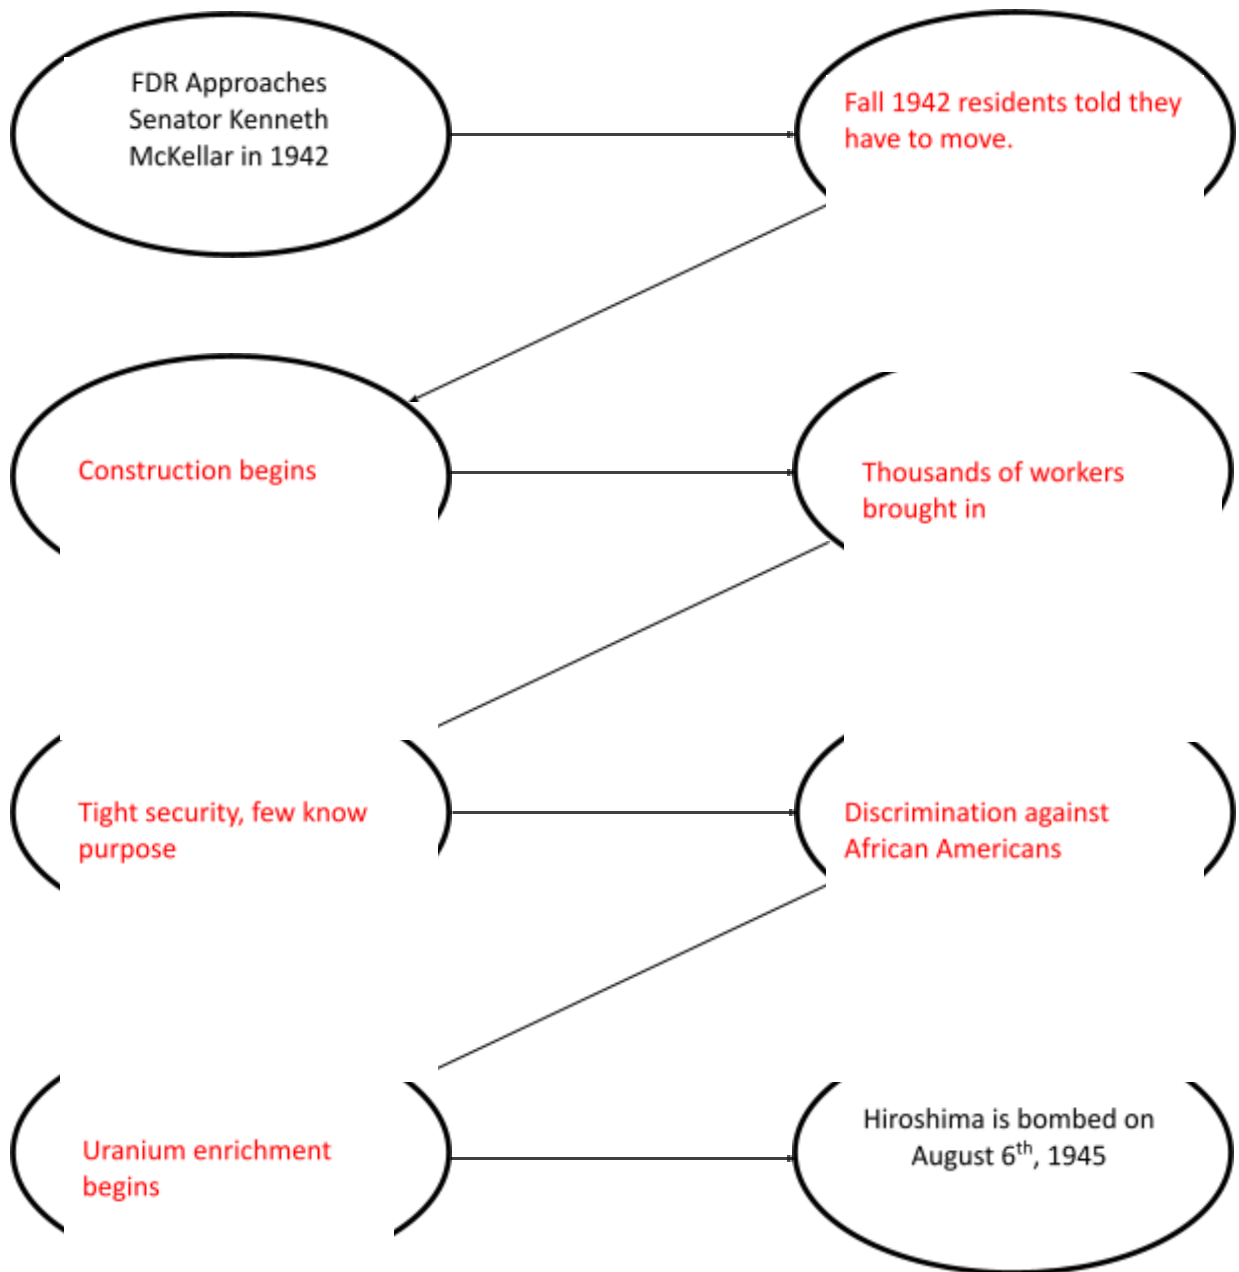 FDR Approaches
Senator Kenneth
McKellar in 1942
Fall 1942 residents told they
have to move.
Construction begins
Thousands of workers
brought in
Tight security, few know
purpose
Discrimination against
African Americans
Uranium enrichment
begins
Hiroshima is bombed on
August 6th, 1945